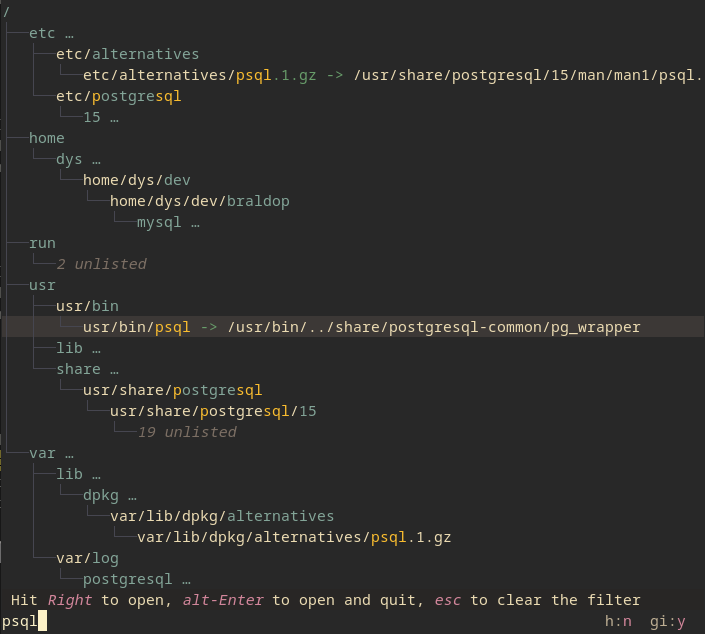 /
etc …
etc/alternatives
etc/alternatives/psql.1.gz -> /usr/share/postgresql/15/man/man1/psql.
etc/postgresql
15 …
home
dys …
home/dys/dev
home/dys/dev/braldop
mysql …
run
2 unlisted
usr
usr/bin
usr/bin/psql -> /usr/bin/../share/postgresql-common/pg_wrapper
lib …
share …
usr/share/postgresql
usr/share/postgresql/15
19 unlisted
var …
lib …
dpkg …
var/lib/dpkg/alternatives
var/lib/dpkg/alternatives/psql.1.gz
var/log
postgresql …
Hit Right to open, alt-Enter to open and quit, esc to clear the filter
psql h:n gi:y